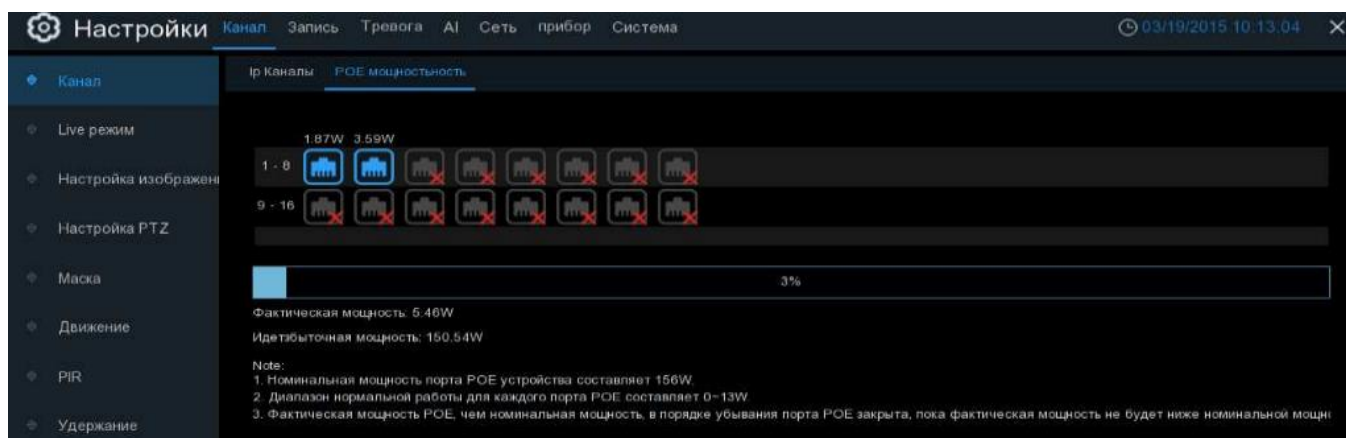 Настройки Канал Запись Тревога AI Сеть прибор Система 03/19/2015 10:13:04
Канал
Ip Каналы POE мощностьность
Live режим
1.87W 3.59W
1 - 8
Настройка изображен
9 - 16
Настройка PTZ
Маска
3%
Фактическая мощность: 5.46W
Движение
Идетзбыточная мощность: 150.54W
Note:
PIR
1. Номинальная мощность порта POE устройства составляет 156W.
2. Диапазон нормальной работы для каждого порта POE составляет 0~13W
3. Фактическая мощность POE, чем номинальная мощность, в порядке убывания порта POE закрыта, пока фактическая мощность не будет ниже номинальной мощн
Удержание